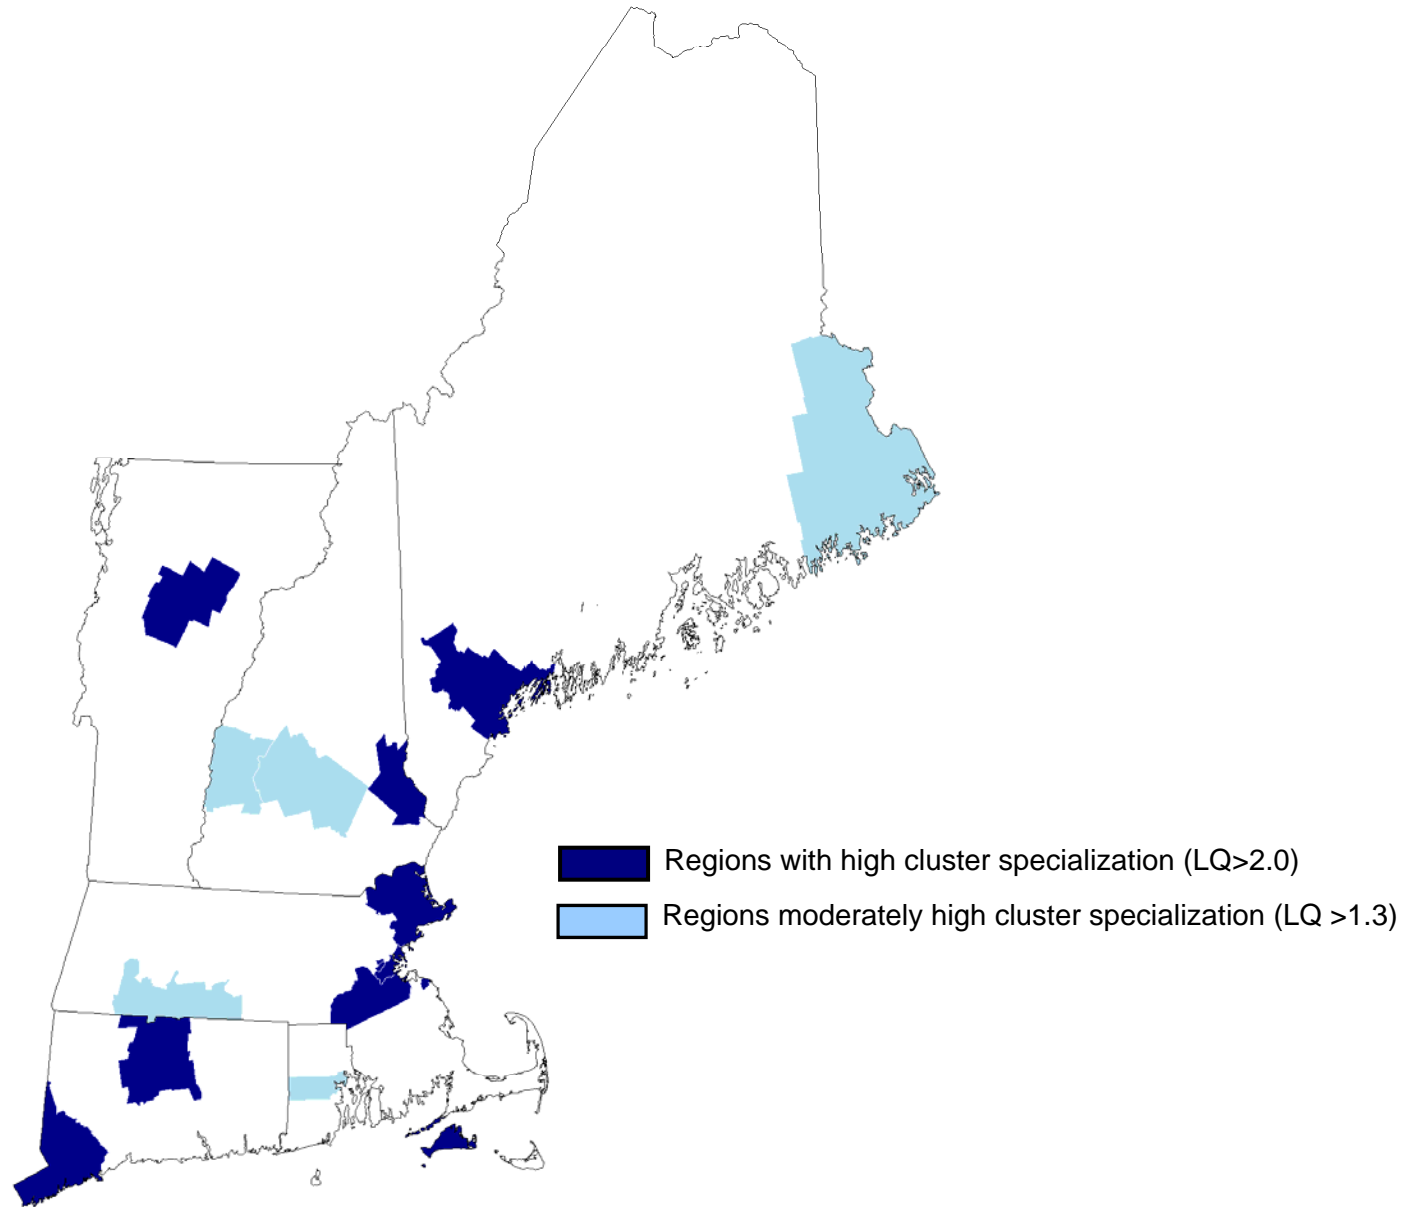 Regions with high cluster specialization (LQ>2.0)
Regions moderately high cluster specialization (LQ >1.3)